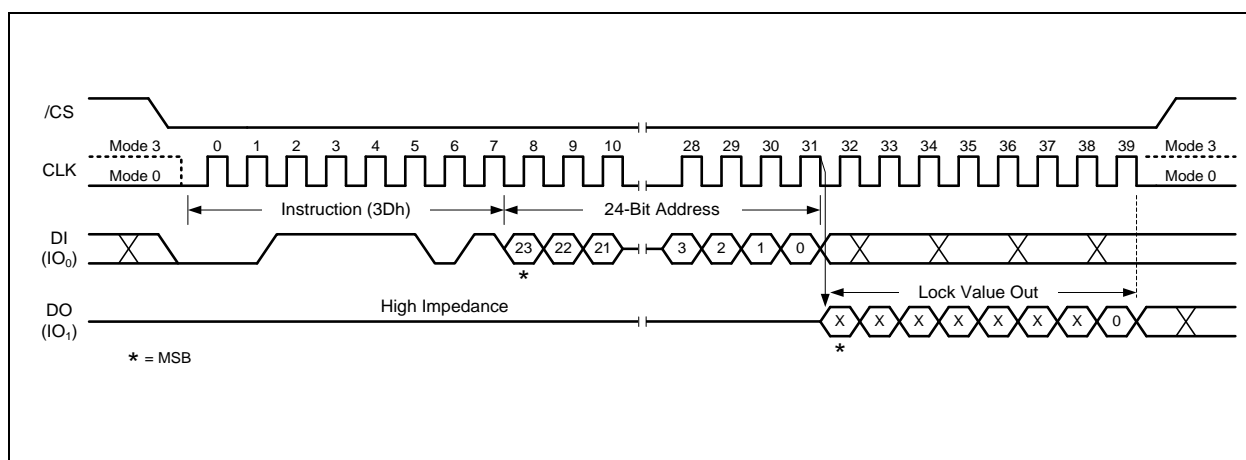 /CS
Mode 3 0 1 2 3 4 5 6 7 8 9 10 28 29 30 31 32 33 34 35 36 37 38 39 Mode 3
CLK
Mode 0 Mode 0
Instruction (3Dh) 24-Bit Address
DI
(IO0)
23 22 21 3 2 1 0
*
High Impedance
Lock Value Out
DO
(IO1)
X X X X X X X 0
*
* = MSB